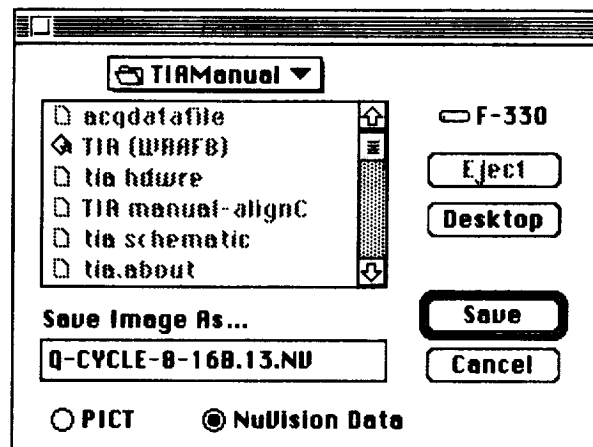 TIAManual
acqdatafile
TIA (WRAFB)
tia hdwre
TIA manual-alignC
tia schematic
tia.about
F-330
Eject
Desktop
Save Image As...
Q-CYCLE-8-16B.13.NV
Save
Cancel
PICT
NuVision Data